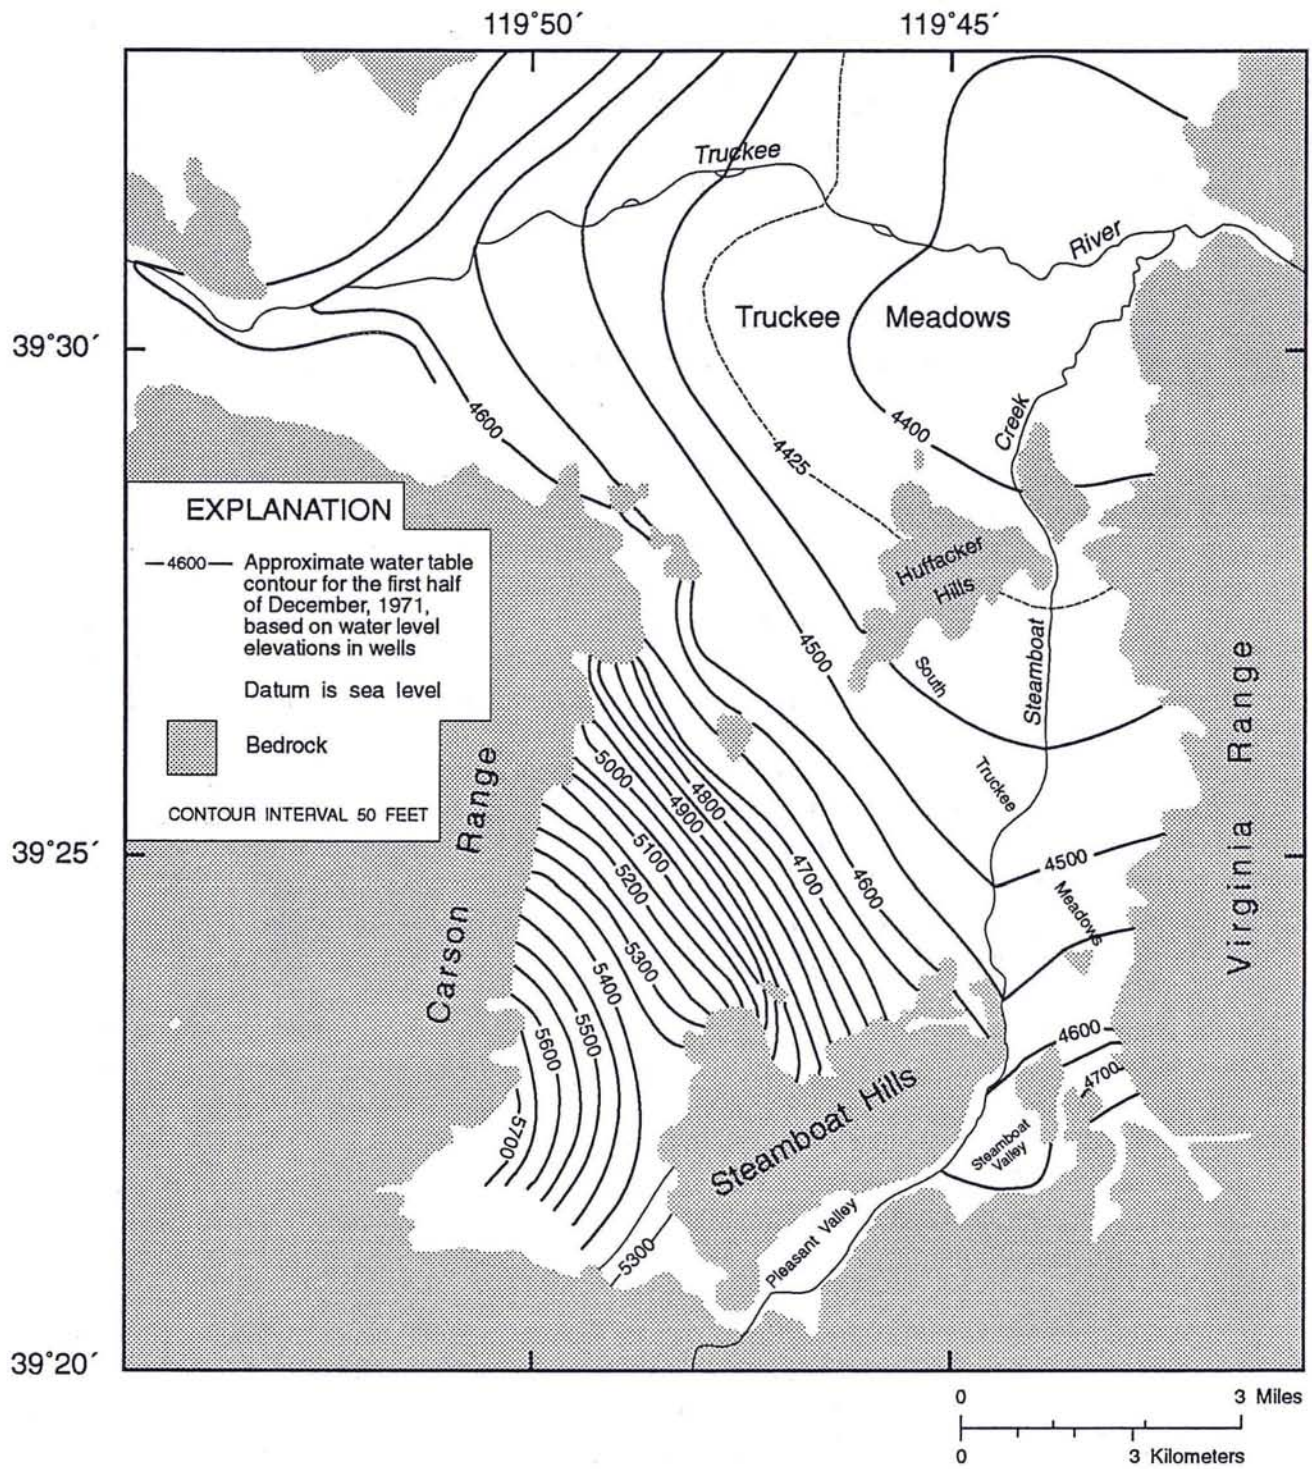 119°50´
119°45´
Truckee
River
39°30´
Truckee Meadows
4600
4400
4425
Creek
EXPLANATION
4600
Approximate water table
contour for the first half
of December, 1971,
based on water level
elevations in wells
Datum is sea level
Bedrock
CONTOUR INTERVAL 50 FEET
Huffacker
Hills
4500
South
Steamboat
Truckee
Meadows
Virginia Range
Carson Range
39°25´
5000
4800
4900
5100
5200
4700
4600
4500
5300
5400
5500
5600
5700
4600
4700
Steamboat Hills
Steamboat
Valley
Pleasant Valley
5300
39°20´
0 3 Miles
0 3 Kilometers